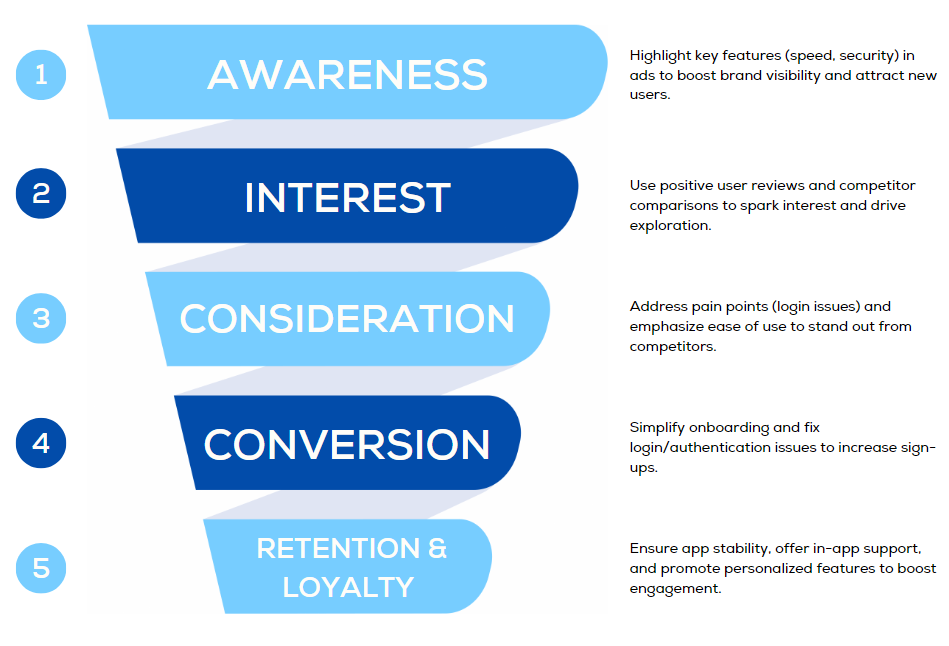 1
AWARENESS
Highlight key features (speed, security) in
ads to boost brand visibility and attract new
users.
2
INTEREST
Use positive user reviews and competitor
comparisons to spark interest and drive
exploration.
3
CONSIDERATION
Address pain points (login issues) and
emphasize ease of use to stand out from
competitors.
4
CONVERSION
Simplify onboarding and fix
login/authentication issues to increase sign-
ups.
5
RETENTION &
LOYALTY
Ensure app stability, offer in-app support,
and promote personalized features to boost
engagement.